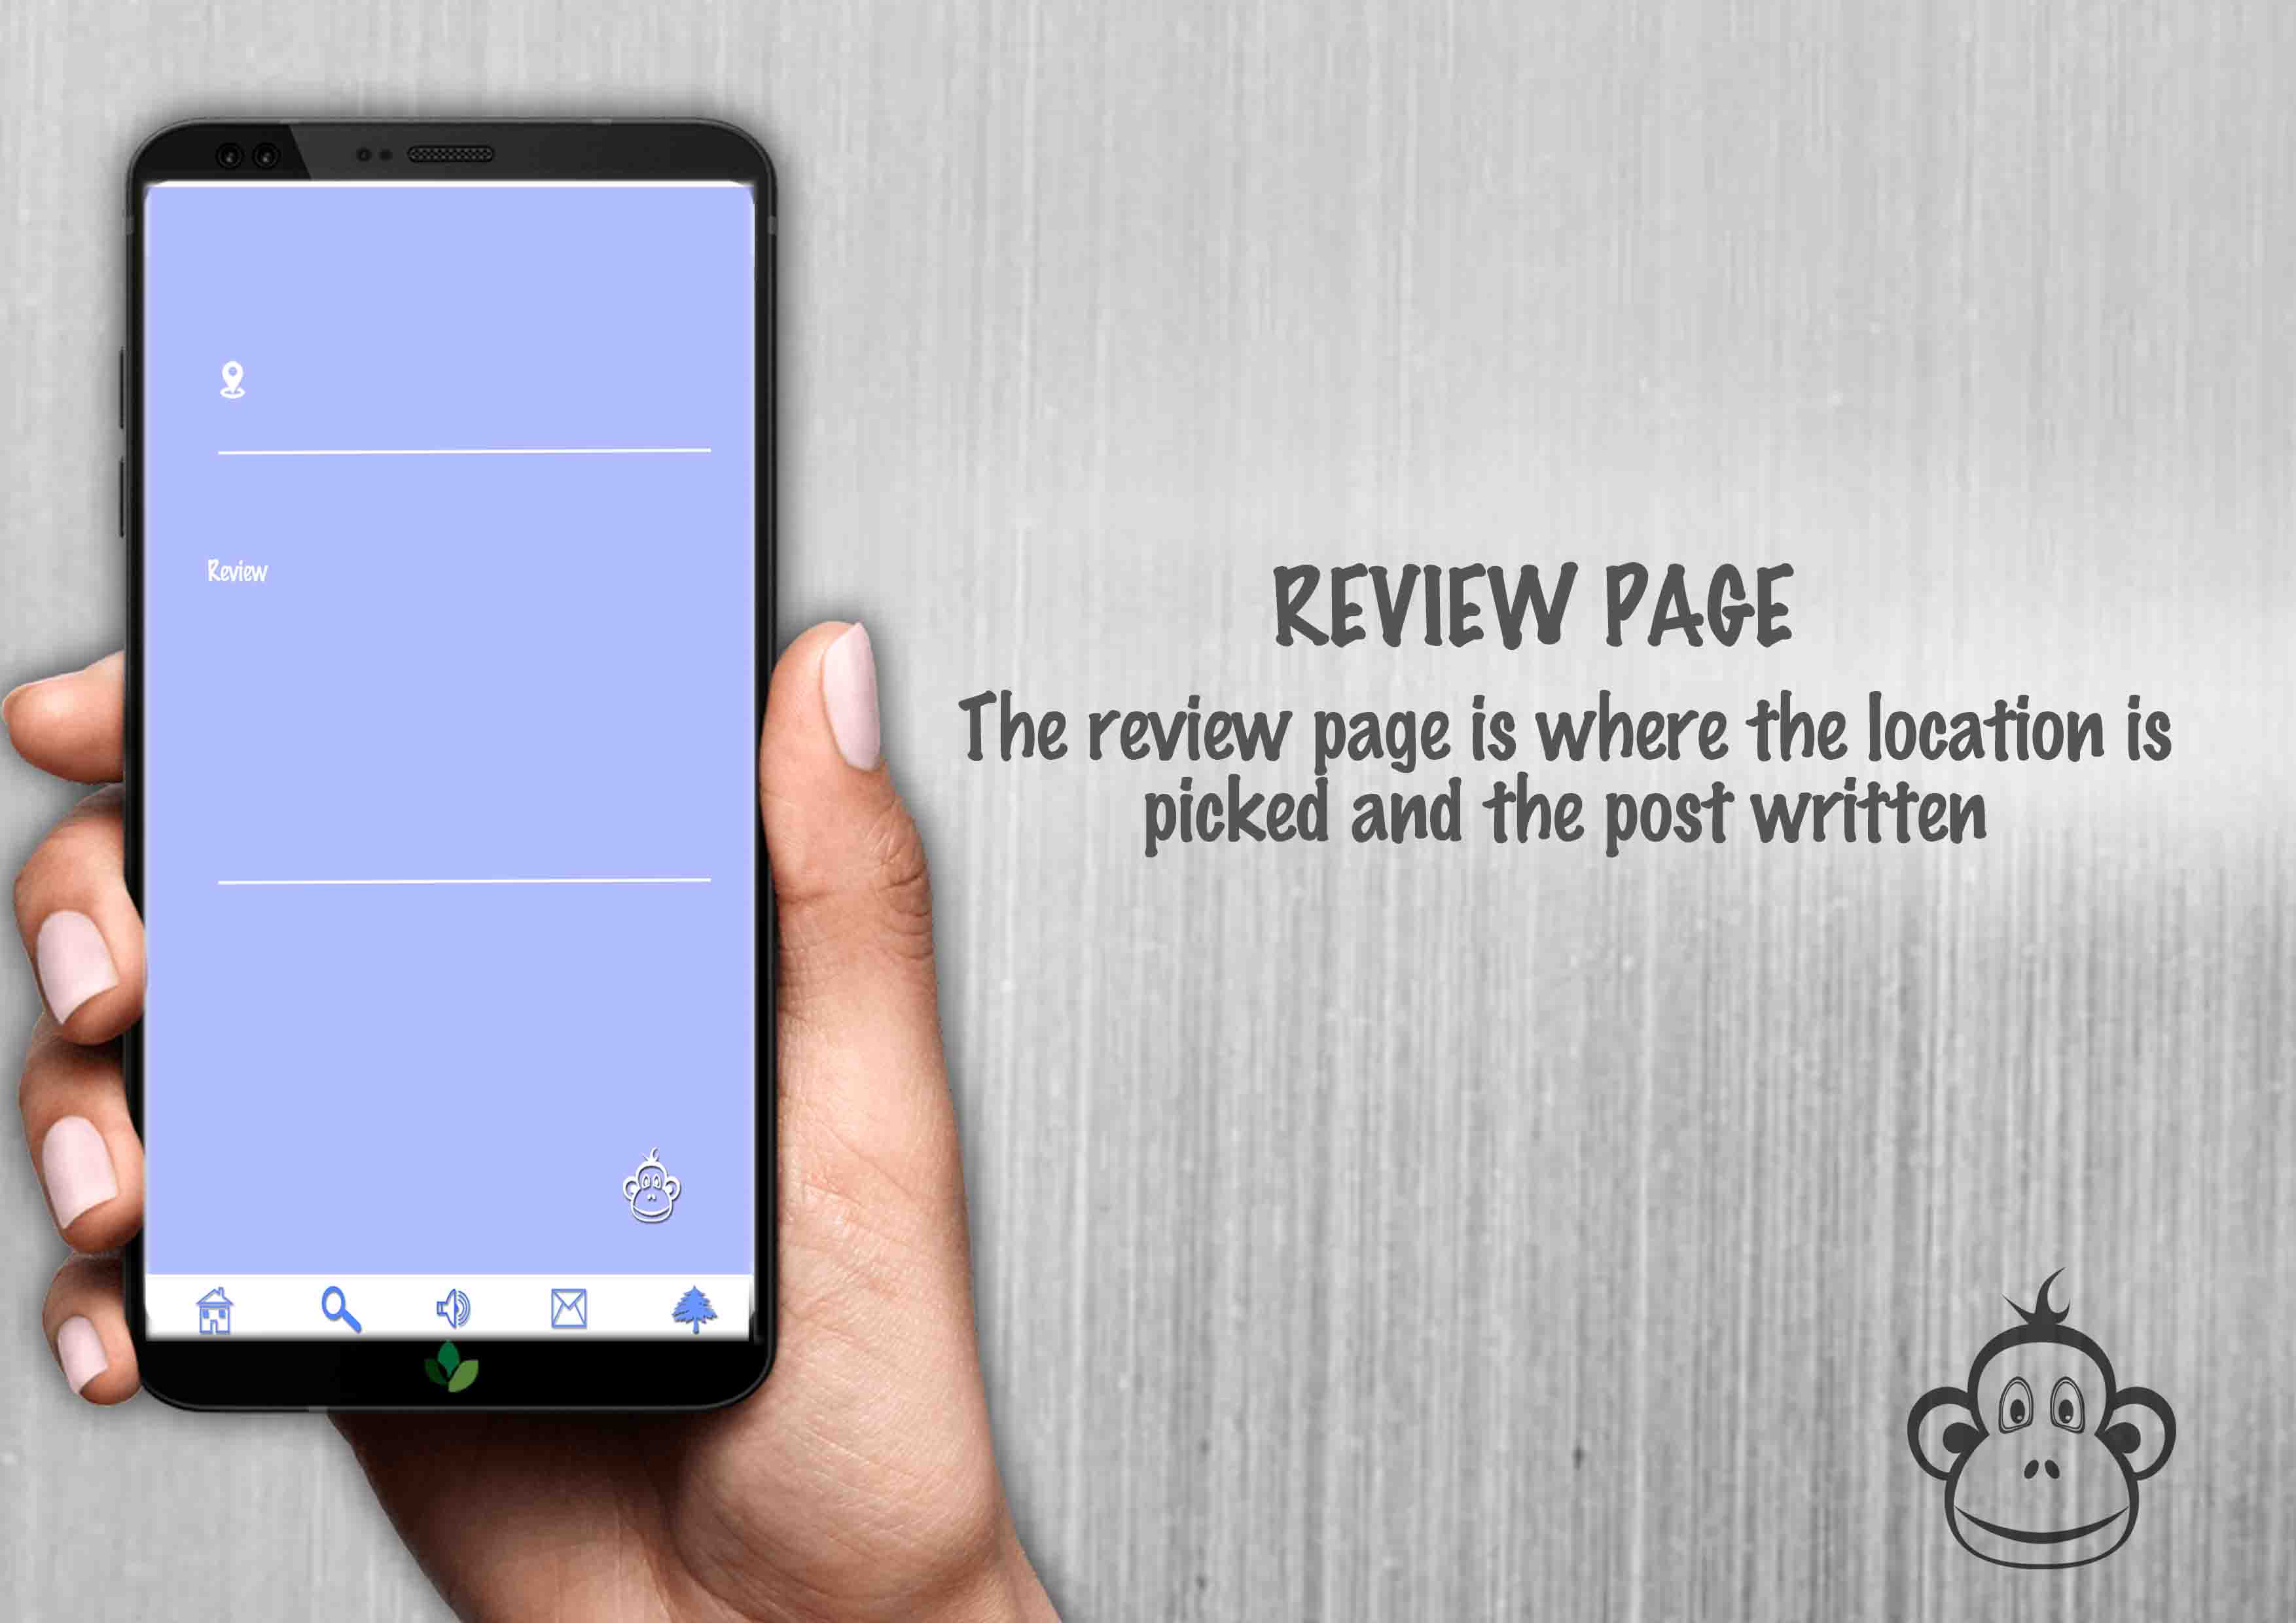 Review
REVIEW PAGE
The review page is where the location is
picked and the post written